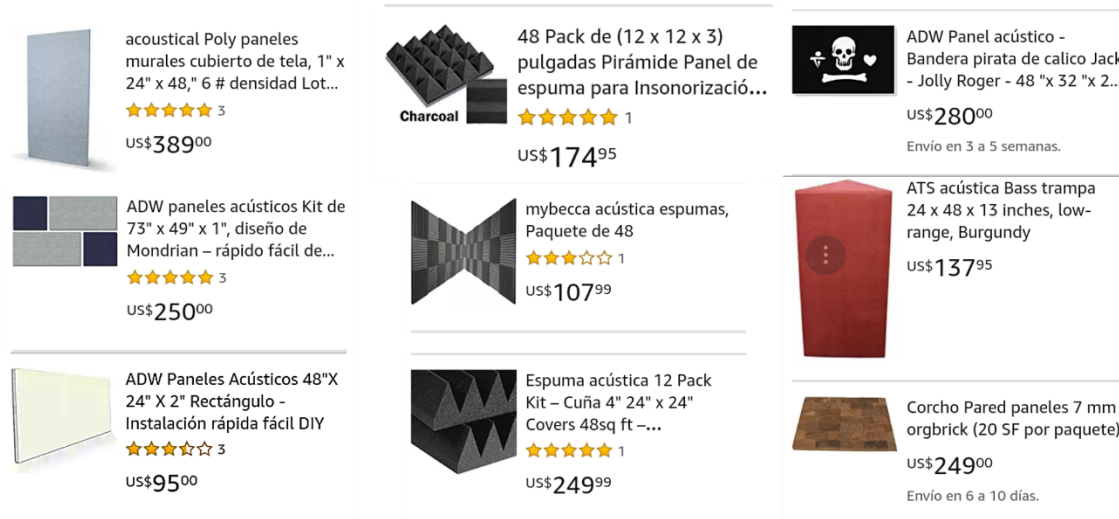 acoustical Poly paneles
murales cubierto de tela, 1" x
24" x 48," 6 # densidad Lot...
3
US$389⁰⁰
ADW paneles acústicos Kit de
73" x 49" x 1", diseño de
Mondrian – rápido fácil de...
3
US$250⁰⁰
ADW Paneles Acústicos 48"X
24" X 2" Rectángulo -
Instalación rápida fácil DIY
3
US$95⁰⁰
48 Pack de (12 x 12 x 3)
pulgadas Pirámide Panel de
espuma para Insonorizació...
Charcoal
1
US$174⁹⁵
mybecca acústica espumas,
Paquete de 48
1
US$107⁹⁹
Espuma acústica 12 Pack
Kit – Cuña 4" 24" x 24"
Covers 48sq ft –...
1
US$249⁹⁹
ADW Panel acústico -
Bandera pirata de calico Jack
- Jolly Roger - 48 "x 32 "x 2...
US$280⁰⁰
Envío en 3 a 5 semanas.
ATS acústica Bass trampa
24 x 48 x 13 inches, low-
range, Burgundy
US$137⁹⁵
Corcho Pared paneles 7 mm
orgbrick (20 SF por paquete)
US$249⁰⁰
Envío en 6 a 10 días.